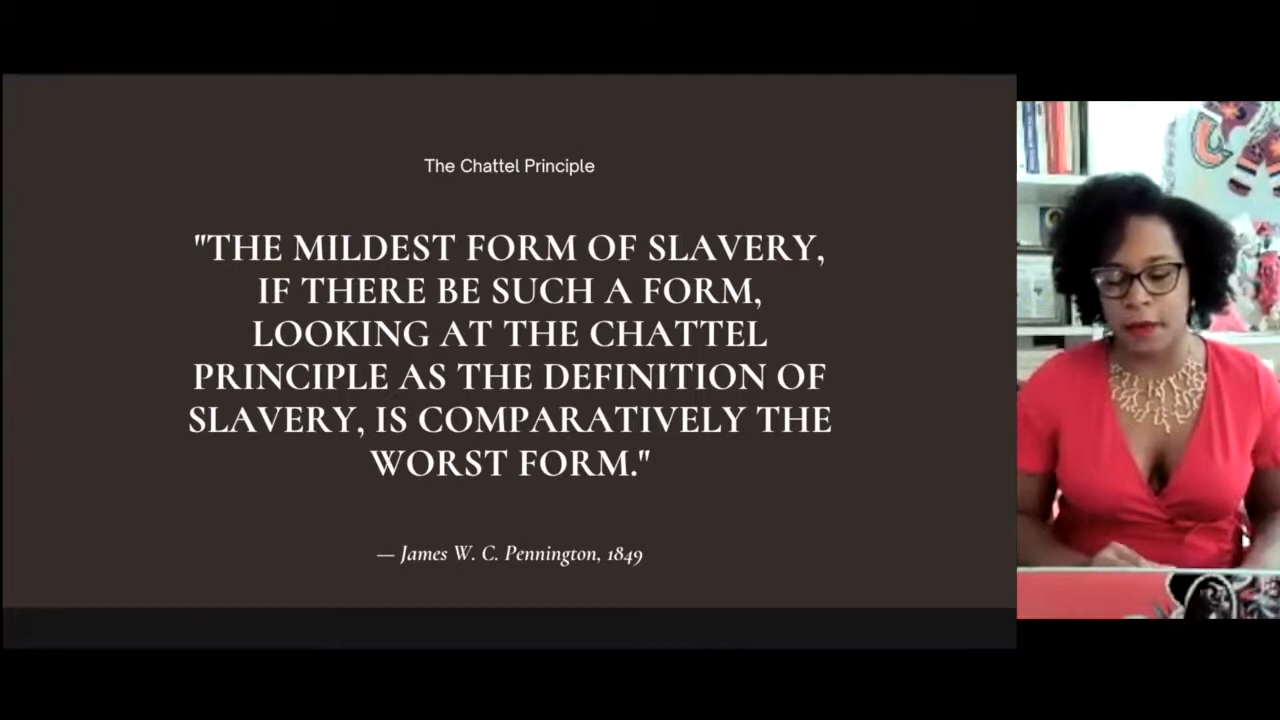 The Chattel Principle
"THE MILDEST FORM OF SLAVERY,
IF THERE BE SUCH A FORM,
LOOKING AT THE CHATTEL
PRINCIPLE AS THE DEFINITION OF
SLAVERY, IS COMPARATIVELY THE
WORST FORM."
— James W. C. Pennington, 1849